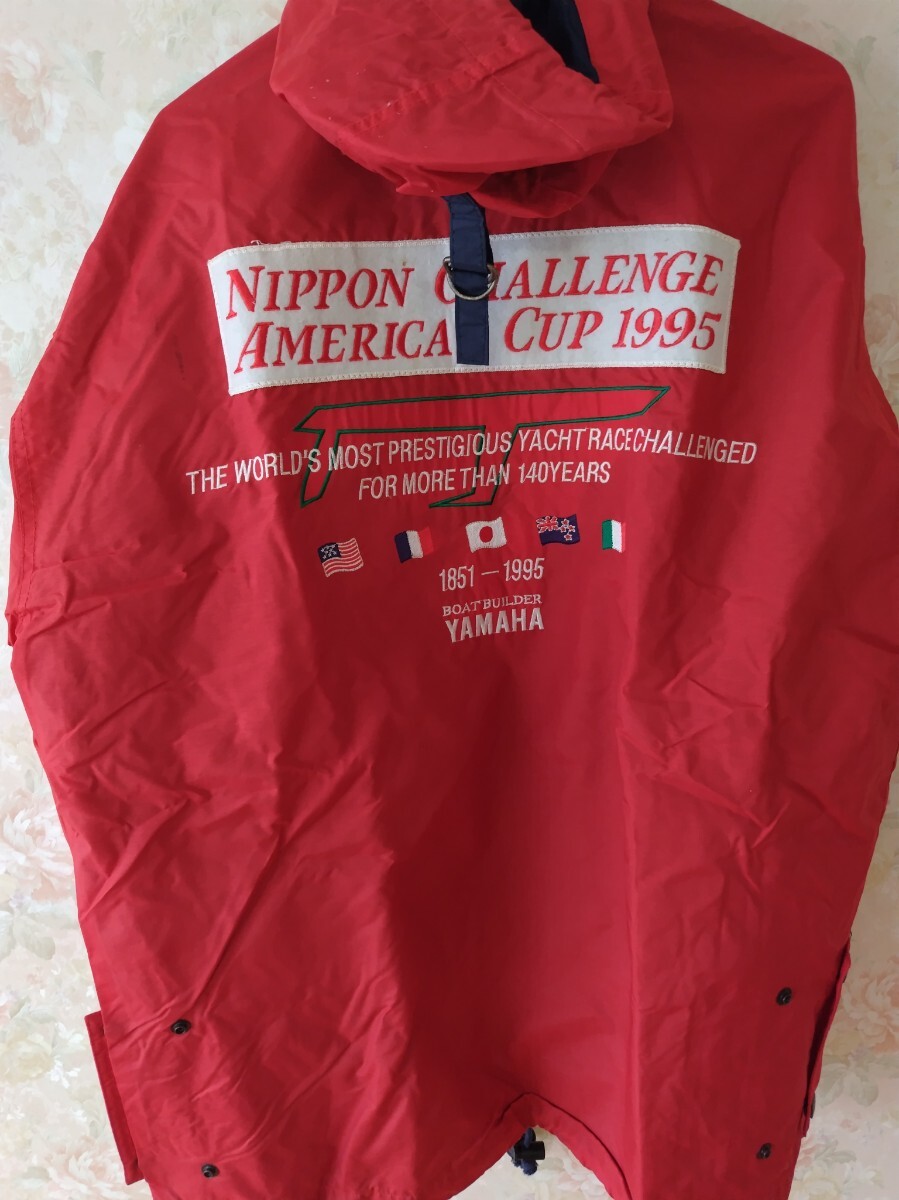 NIPPON CHALLENGE
AMERICA CUP 1995
THE WORLD'S MOST PRESTIGIOUS YACHT RACE CHALLENGED
FOR MORE THAN 140YEARS
1851-1995
BOAT BUILDER
YAMAHA